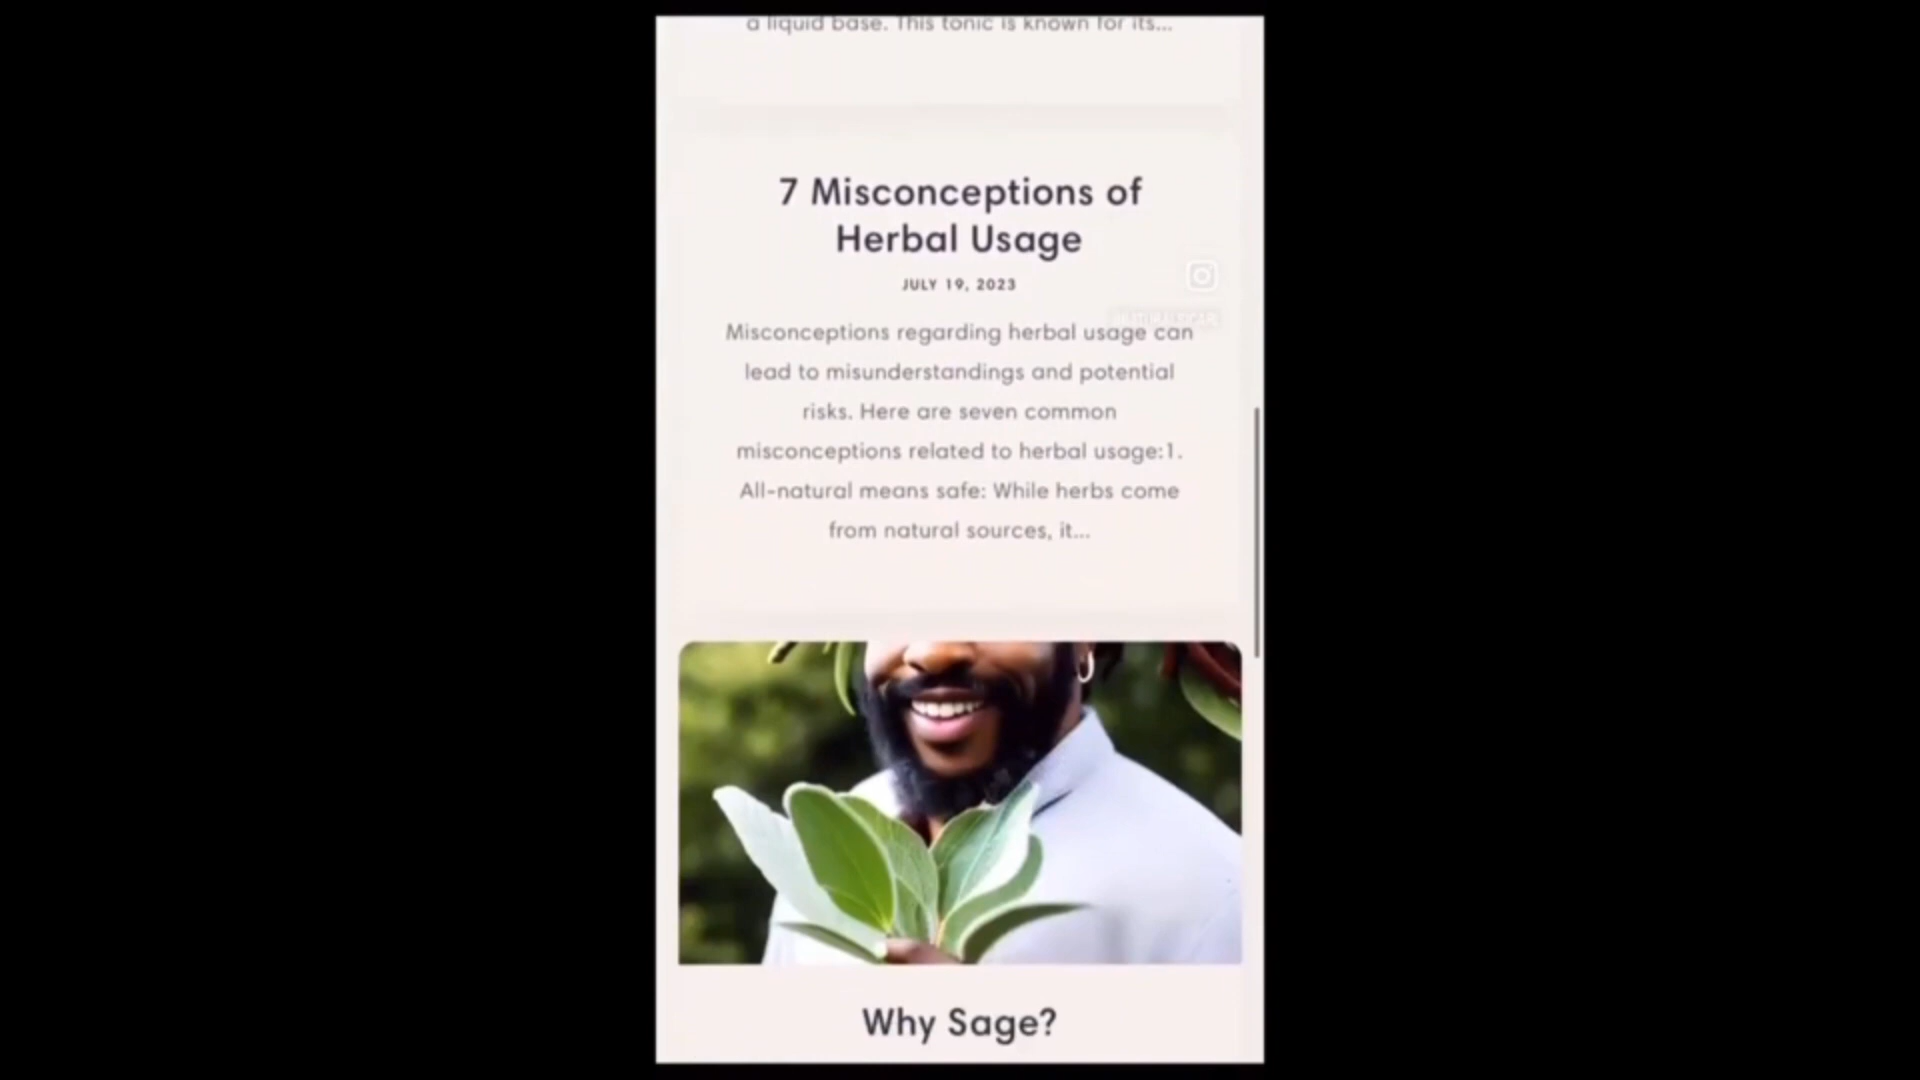 a liquid base. This tonic is known for its...
7 Misconceptions of
Herbal Usage
JULY 19, 2023
Misconceptions regarding herbal usage can
lead to misunderstandings and potential
risks. Here are seven common
misconceptions related to herbal usage:1.
All-natural means safe: While herbs come
from natural sources, it...
Why Sage?